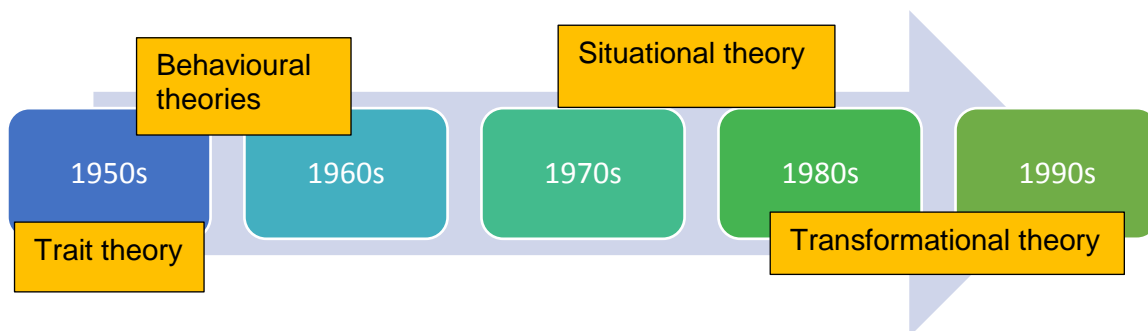 Behavioural
theories
Situational theory
1950s
1960s
1970s
1980s
1990s
Trait theory
Transformational theory